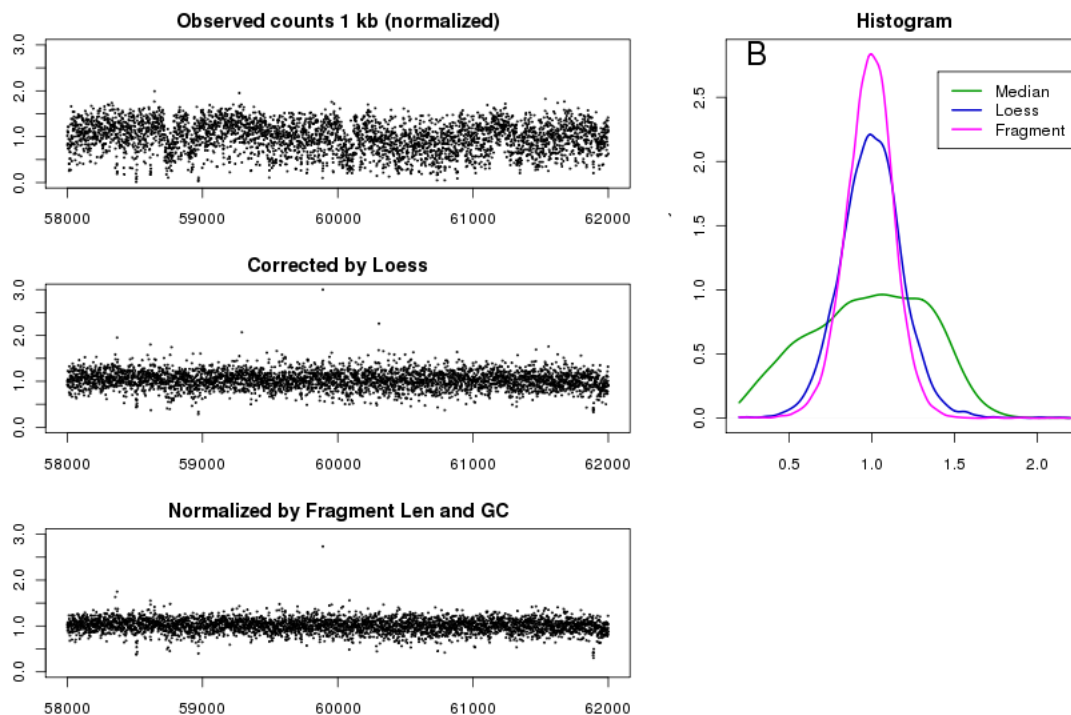 Observed counts 1 kb (normalized)
3.0
2.0
1.0
0.0
58000 59000 60000 61000 62000
Corrected by Loess
3.0
2.0
1.0
0.0
58000 59000 60000 61000 62000
Normalized by Fragment Len and GC
3.0
2.0
1.0
0.0
58000 59000 60000 61000 62000
Histogram
B
Median
Loess
Fragment
2.5
2.0
1.5
1.0
0.5
0.0
0.5 1.0 1.5 2.0